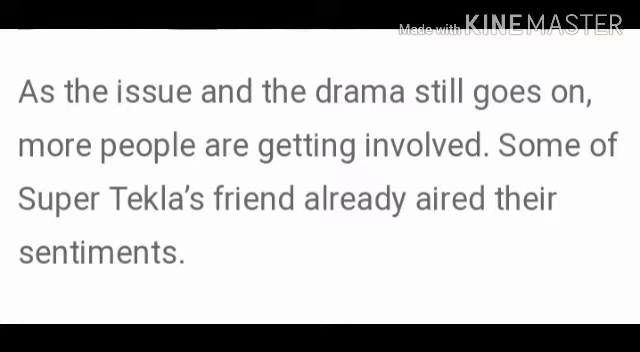 Made with KINEMASTER
As the issue and the drama still goes on,
more people are getting involved. Some of
Super Tekla's friend already aired their
sentiments.